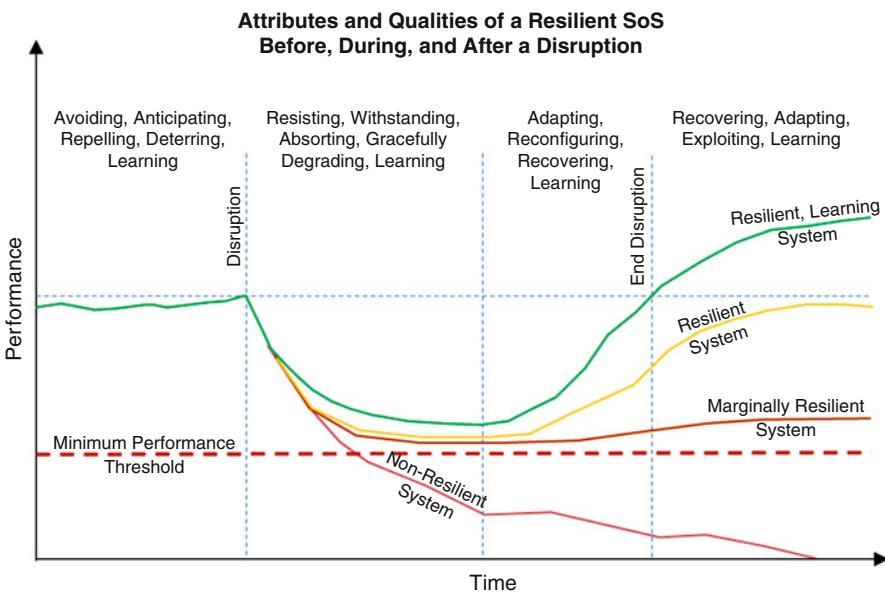 Attributes and Qualities of a Resilient SoS
Before, During, and After a Disruption
Avoiding, Anticipating,
Repelling, Deterring,
Learning
Resisting, Withstanding,
Absorting, Gracefully
Degrading, Learning
Adapting,
Reconfiguring,
Recovering,
Learning
Recovering, Adapting,
Exploiting, Learning
Disruption
End Disruption
Resilient, Learning
System
Resilient
System
Marginally Resilient
System
Minimum Performance
Threshold
Non-Resilient
System
Performance
Time